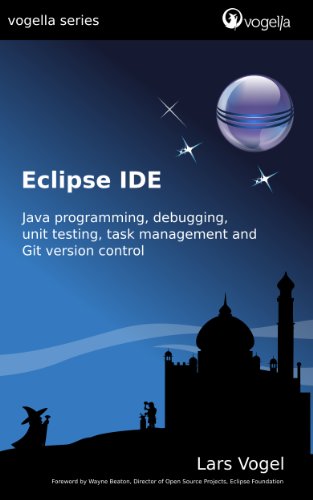 vogella series
vogella
Eclipse IDE
Java programming, debugging,
unit testing, task management and
Git version control
Lars Vogel
Foreword by Wayne Beaton, Director of Open Source Projects, Eclipse Foundation